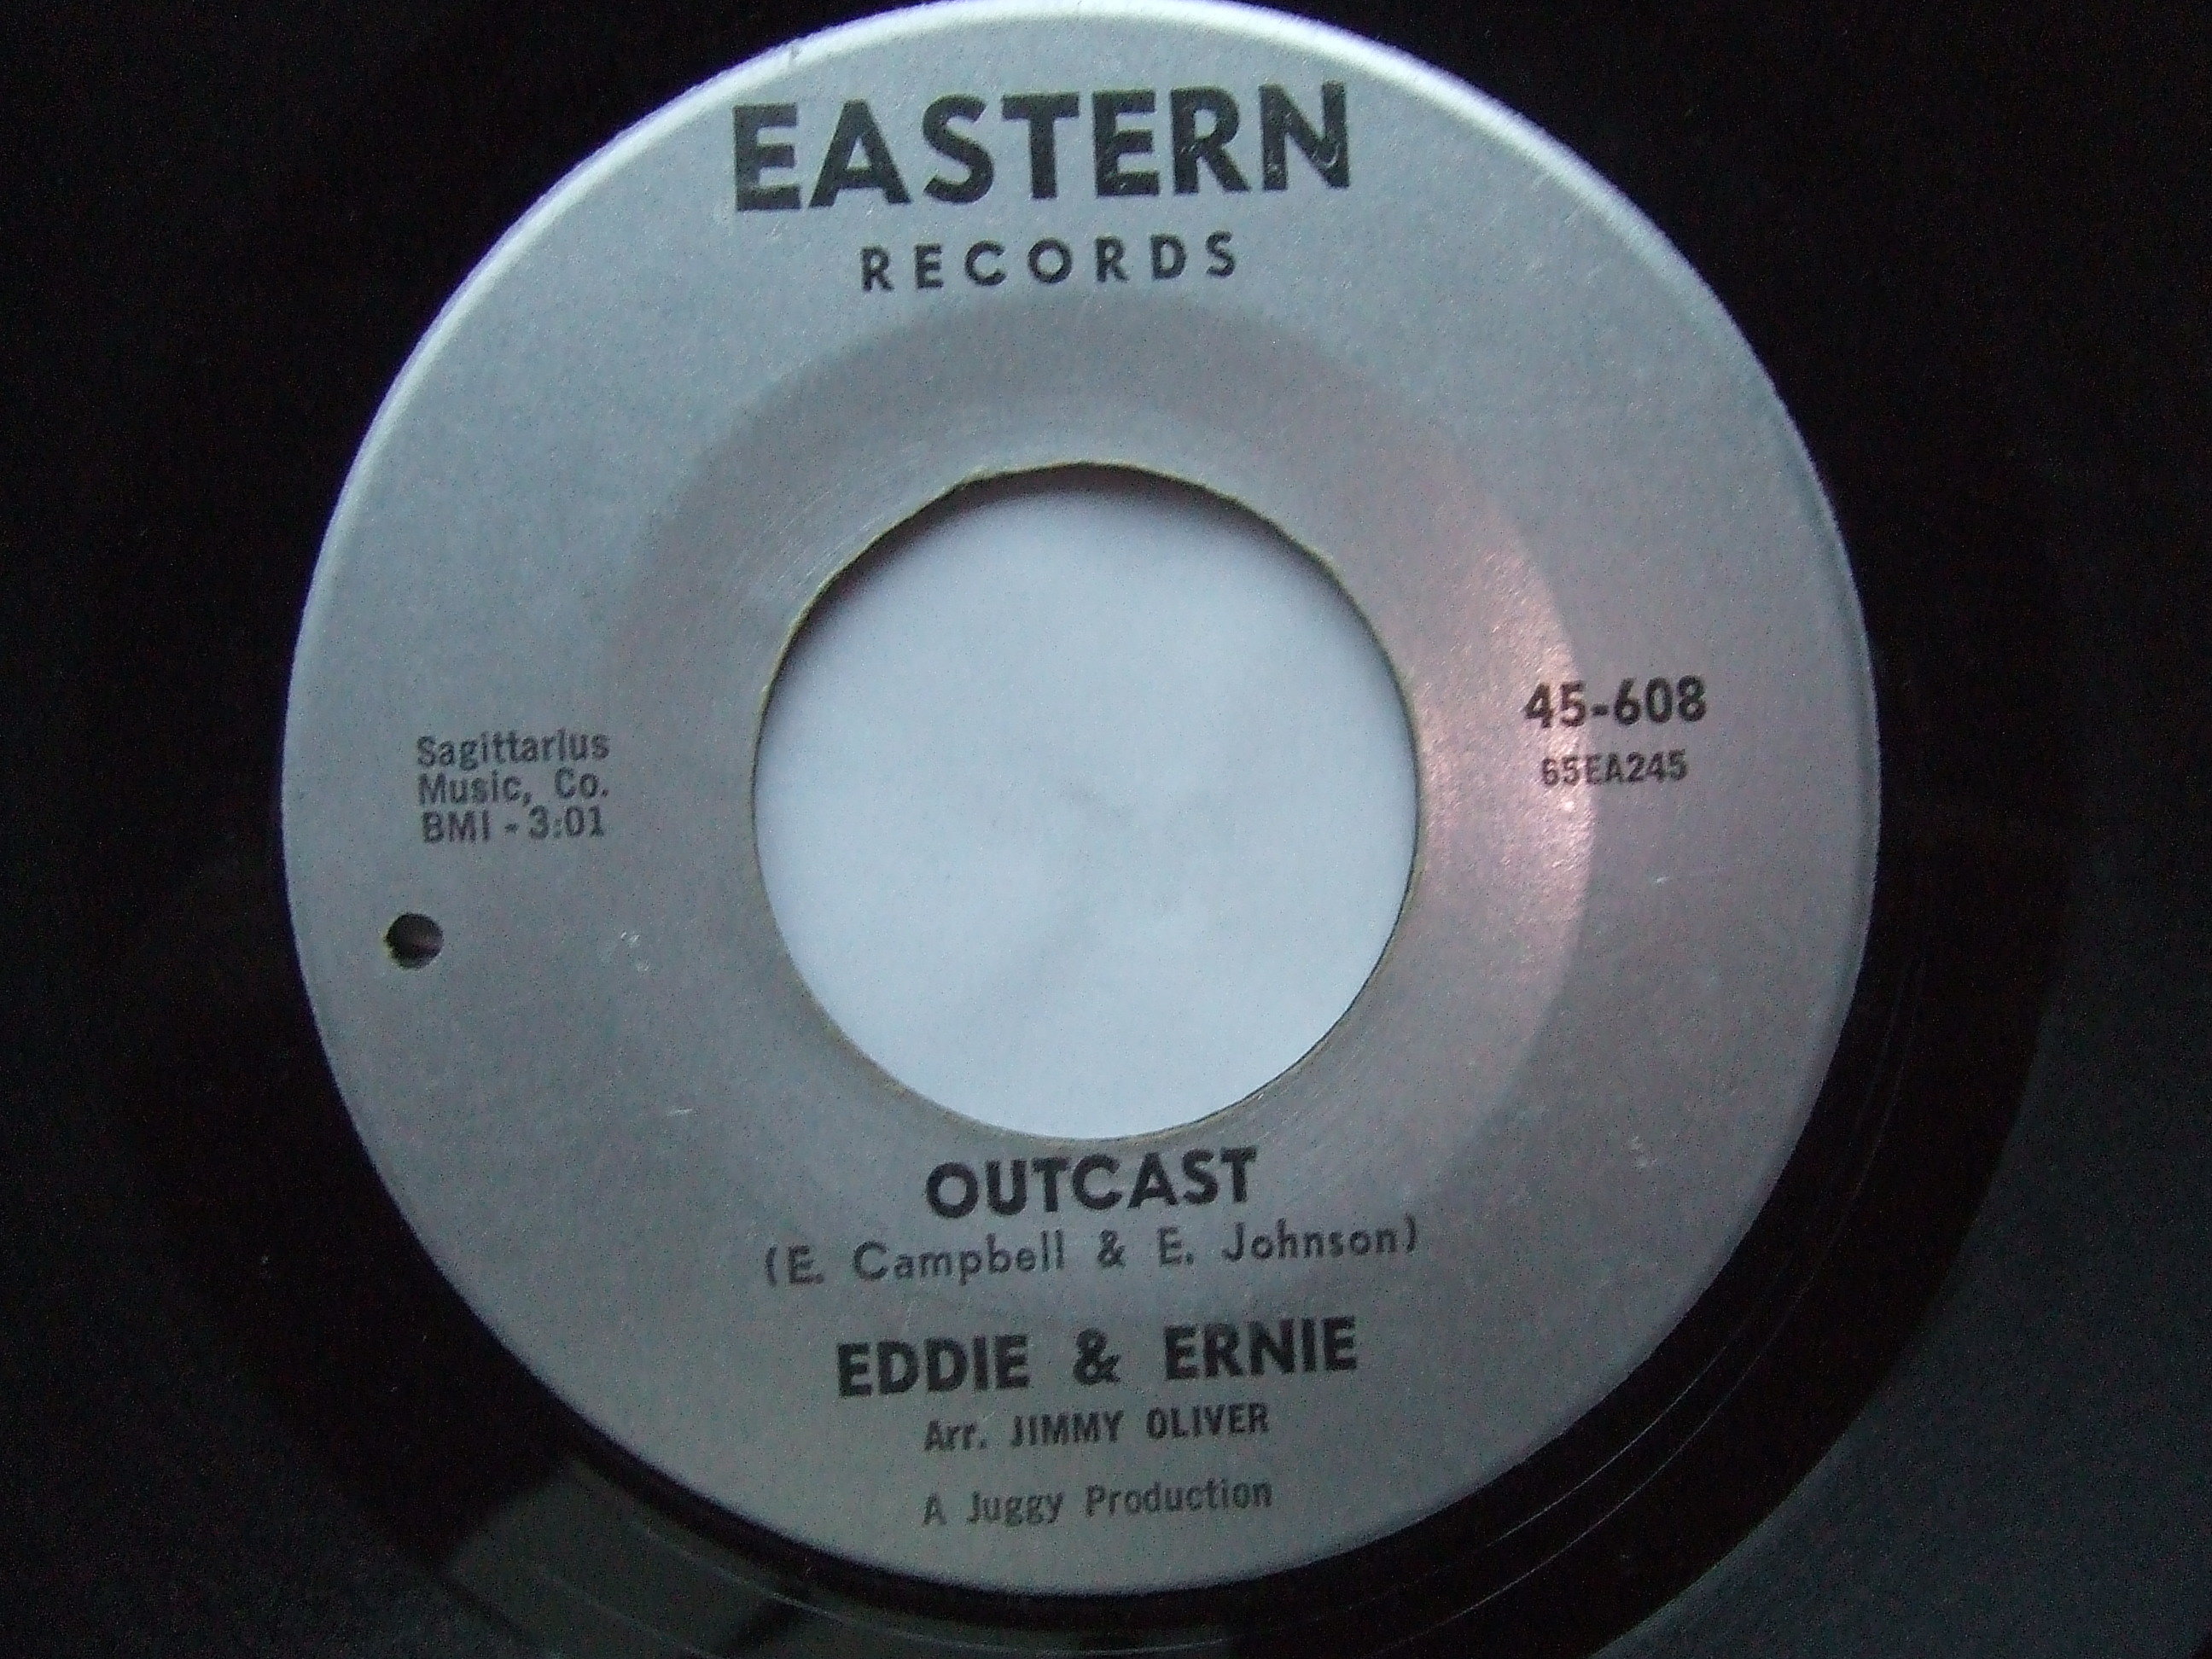 EASTERN
RECORDS
Sagittarius
Music, Co.
BMI - 3:01
45-608
65EA245
OUTCAST
(E. Campbell & E. Johnson)
EDDIE & ERNIE
Arr. JIMMY OLIVER
A Juggy Production